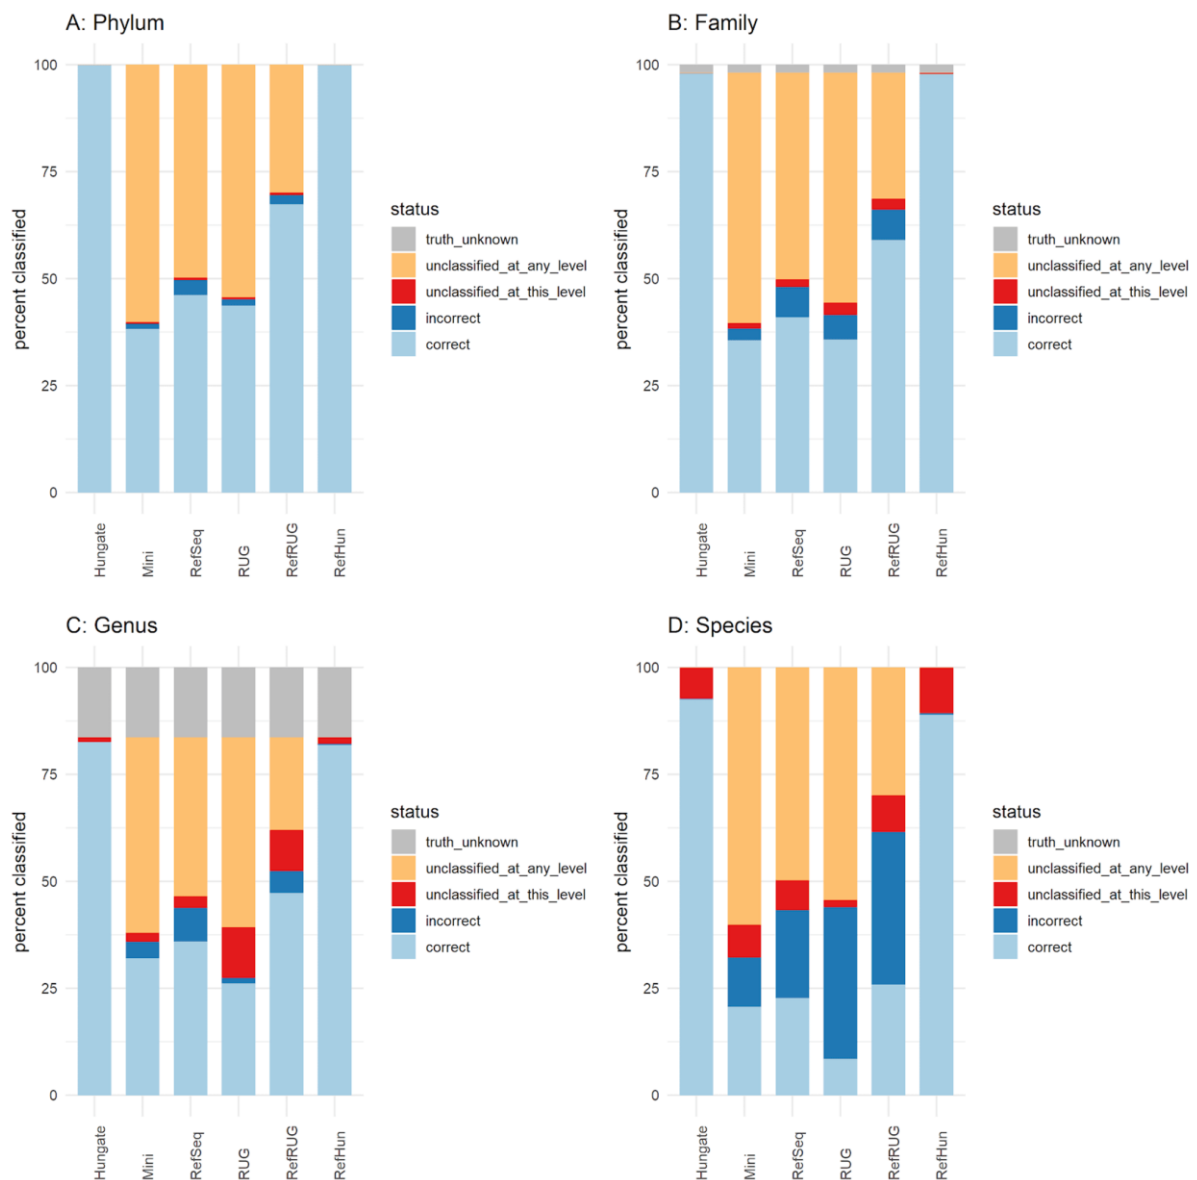 A: Phylum
percent classified
100
75
50
25
0
Hungate
Mini
RefSeq
RUG
RefRUG
RefHun
status
truth_unknown
unclassified_at_any_level
unclassified_at_this_level
incorrect
correct
B: Family
percent classified
100
75
50
25
0
Hungate
Mini
RefSeq
RUG
RefRUG
RefHun
status
truth_unknown
unclassified_at_any_level
unclassified_at_this_level
incorrect
correct
C: Genus
percent classified
100
75
50
25
0
Hungate
Mini
RefSeq
RUG
RefRUG
RefHun
status
truth_unknown
unclassified_at_any_level
unclassified_at_this_level
incorrect
correct
D: Species
percent classified
100
75
50
25
0
Hungate
Mini
RefSeq
RUG
RefRUG
RefHun
status
truth_unknown
unclassified_at_any_level
unclassified_at_this_level
incorrect
correct